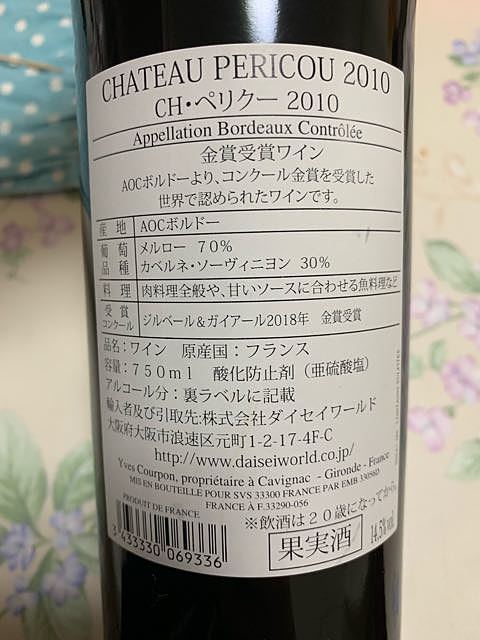 CHATEAU PERICOU 2010
CH・ペリクー 2010
Appellation Bordeaux Contrôlée
金賞受賞ワイン
AOCボルドーより、コンクール金賞を受賞した
世界で認められたワインです。
産地 AOCボルドー
葡萄品種 メルロー 70%
カベルネ・ソーヴィニヨン 30%
料理 肉料理全般や、甘いソースに合わせる魚料理など
受賞コンクール ジルベール&ガイアール2018年 金賞受賞
品名:ワイン 原産国:フランス
容量:750ml 酸化防止剤(亜硫酸塩)
アルコール分:裏ラベルに記載
輸入者及び引取先:株式会社ダイセイワールド
大阪府大阪市浪速区元町1-2-17-4F-C
http://www.daiseiworld.co.jp/
Yves Courpon, propriétaire à Cavignac - Gironde - France
MIS EN BOUTEILLE POUR SVS 33300 FRANCE PAR EMB 33056D
FRANCE À F.33290-056
PRODUIT DE FRANCE
※飲酒は20歳になってから。
3 433330 069336
果実酒
14.5%vol.